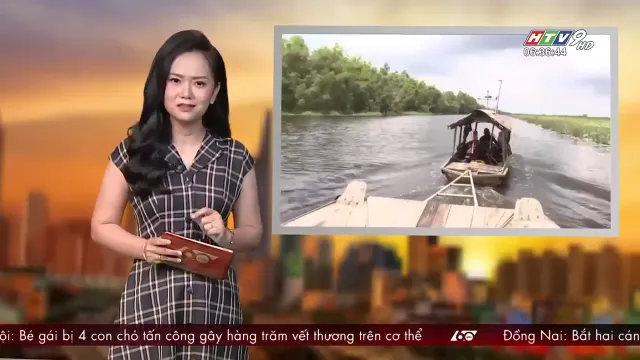 HTV9 HD
06:36:44
ội: Bé gái bị 4 con chó tấn công gây hàng trăm vết thương trên cơ thể
60
Đồng Nai: Bắt hai cán